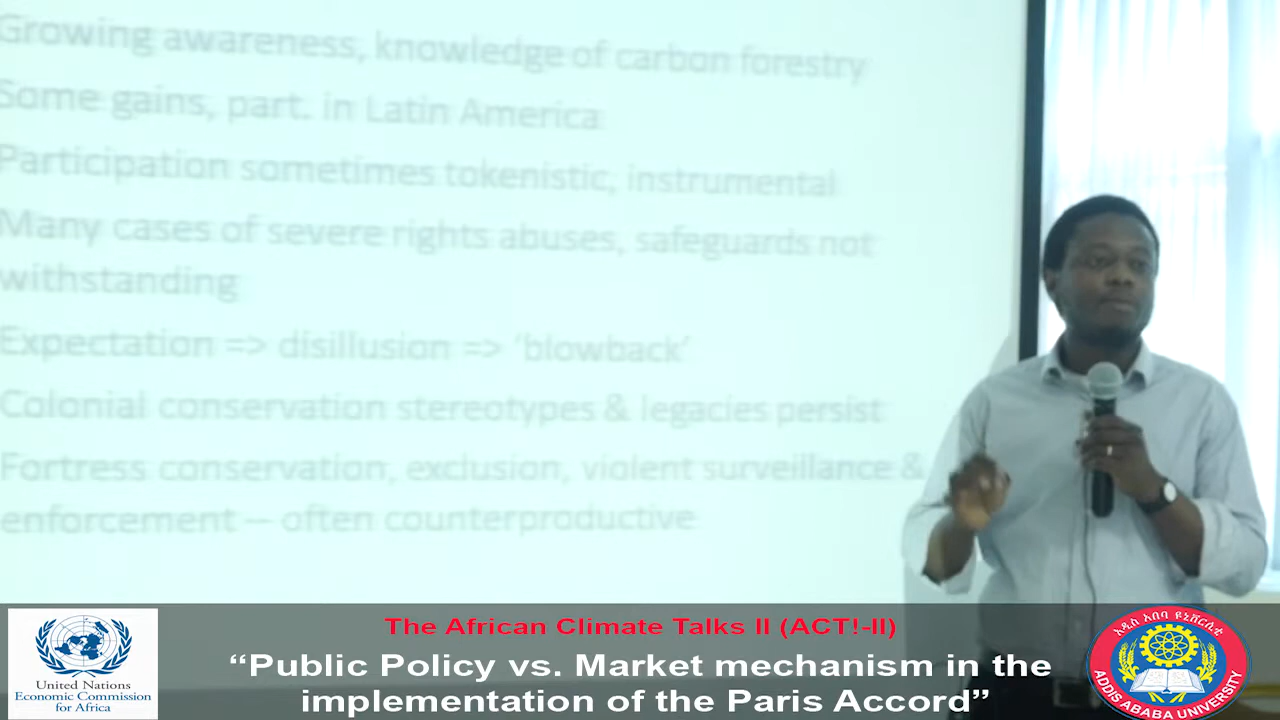 Growing awareness, knowledge of carbon forestry
Some gains, part. in Latin America
Participation sometimes tokenistic, instrumental
Many cases of severe rights abuses, safeguards not
withstanding
Expectation => disillusion => 'blowback'
Colonial conservation stereotypes & legacies persist
Fortress conservation, exclusion, violent surveillance &
enforcement – often counterproductive
The African Climate Talks II (ACT!-II)
“Public Policy vs. Market mechanism in the
implementation of the Paris Accord”
United Nations
Economic Commission
for Africa
አዲስ አበባ ዩኒቨርሲቲ
ADDIS ABABA UNIVERSITY